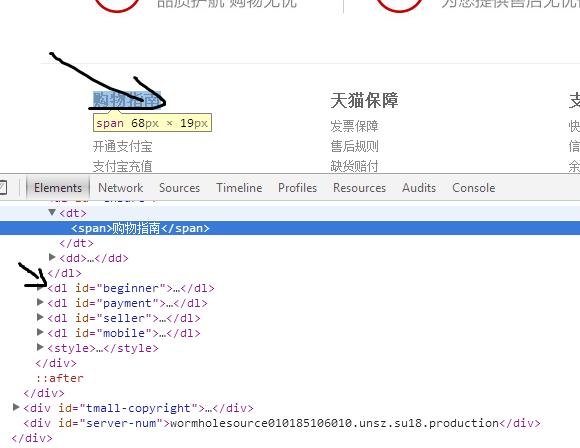 品质护航 购物无忧
为您提供售后无忧保
购物指南
天猫保障
span 68px × 19px
发票保障
快
开通支付宝
售后规则
信
支付宝充值
缺货赔付
余
Elements Network Sources Timeline Profiles Resources Audits Console
<dt>
<span>购物指南</span>
</dt>
<dd>…</dd>
</dl>
<dl id="beginner">…</dl>
<dl id="payment">…</dl>
<dl id="seller">…</dl>
<dl id="mobile">…</dl>
<style>…</style>
</div>
::after
</div>
<div id="tmall-copyright">…</div>
<div id="server-num">wormholesource010185106010.unsz.su18.production</div>
</div>